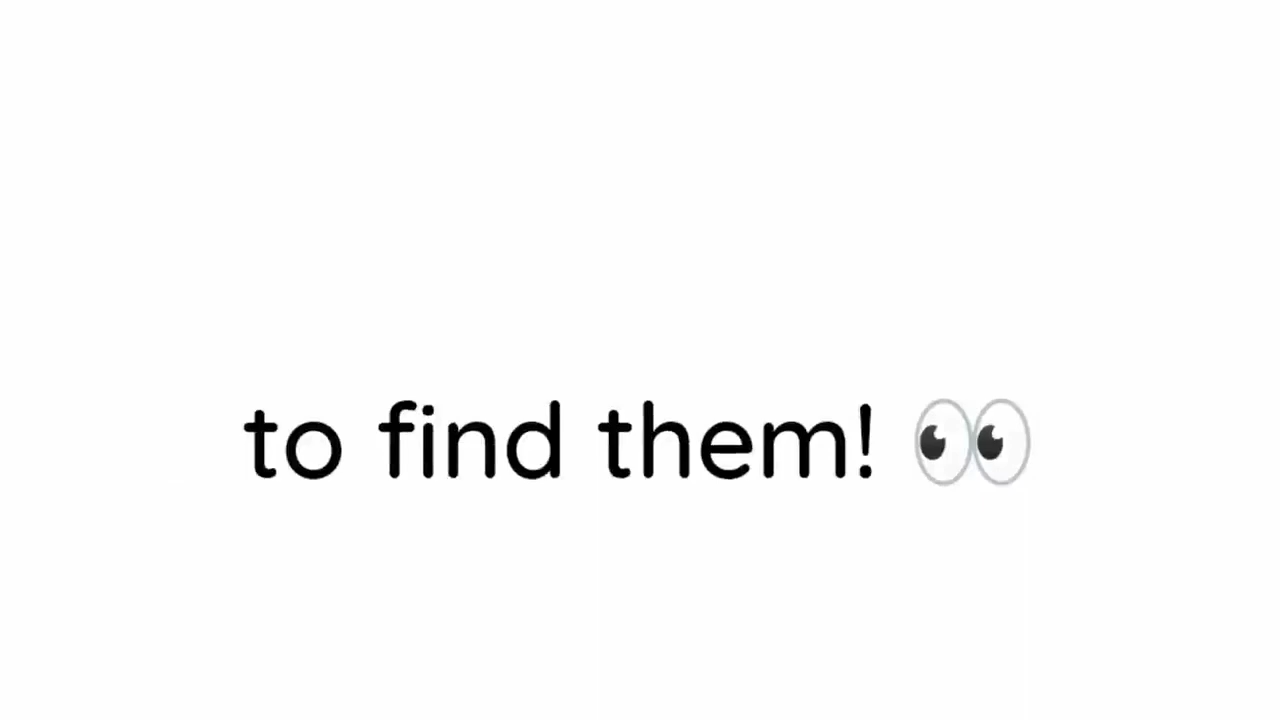 to find them! 👀